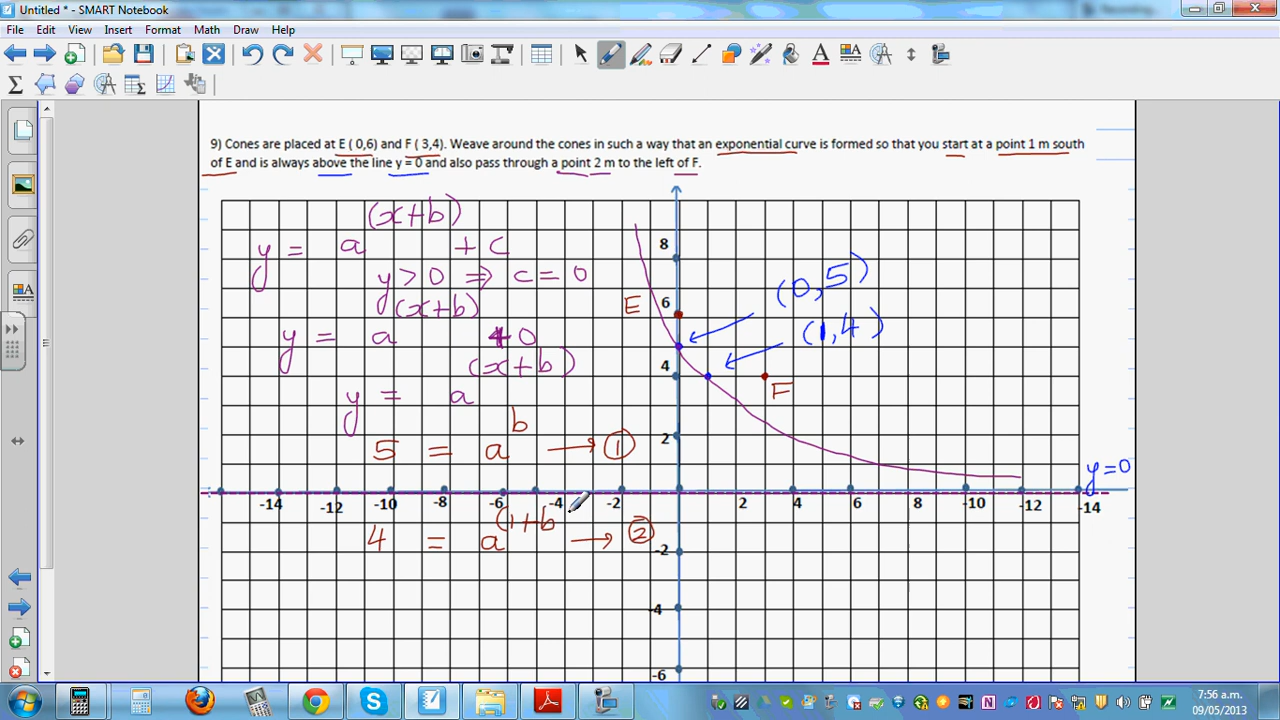 Untitled * - SMART Notebook
File Edit View Insert Format Math Draw Help
9) Cones are placed at E ( 0,6) and F ( 3,4). Weave around the cones in such a way that an exponential curve is formed so that you start at a point 1 m south
of E and is always above the line y = 0 and also pass through a point 2 m to the left of F.
(x+b)
y = a + c
y > 0 ⇒ c = 0
(x+b)
y = a +0
(x+b)
y = a
b
5 = a → ①
(1+b
4 = a → ②
8
6
4
2
-2
-4
-6
-14 -12 -10 -8 -6 -4 -2 2 4 6 8 -10 -12 -14
E
F
(0,5)
(1,4)
y=0
7:56 a.m.
09/05/2013